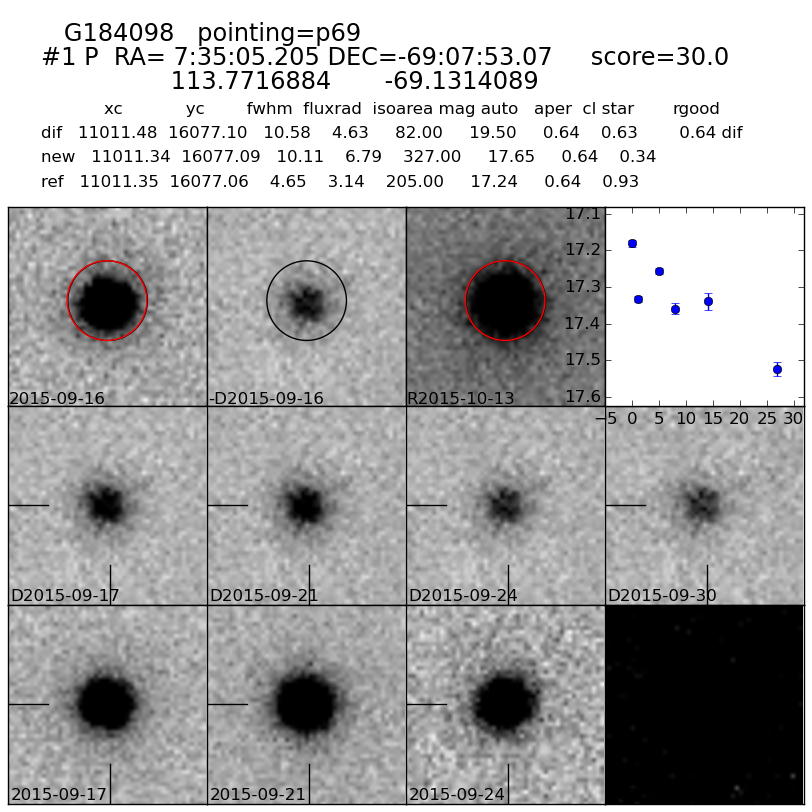 G184098 pointing=p69
#1 P RA= 7:35:05.205 DEC=-69:07:53.07 score=30.0
113.7716884 -69.1314089
xc yc fwhm fluxrad isoarea mag auto aper cl star rgood
dif 11011.48 16077.10 10.58 4.63 82.00 19.50 0.64 0.63 0.64 dif
new 11011.34 16077.09 10.11 6.79 327.00 17.65 0.64 0.34
ref 11011.35 16077.06 4.65 3.14 205.00 17.24 0.64 0.93
17.1
17.2
17.3
17.4
17.5
17.6
2015-09-16 -D2015-09-16 R2015-10-13
−5 0 5 10 15 20 25 30
D2015-09-17 D2015-09-21 D2015-09-24 D2015-09-30
2015-09-17 2015-09-21 2015-09-24